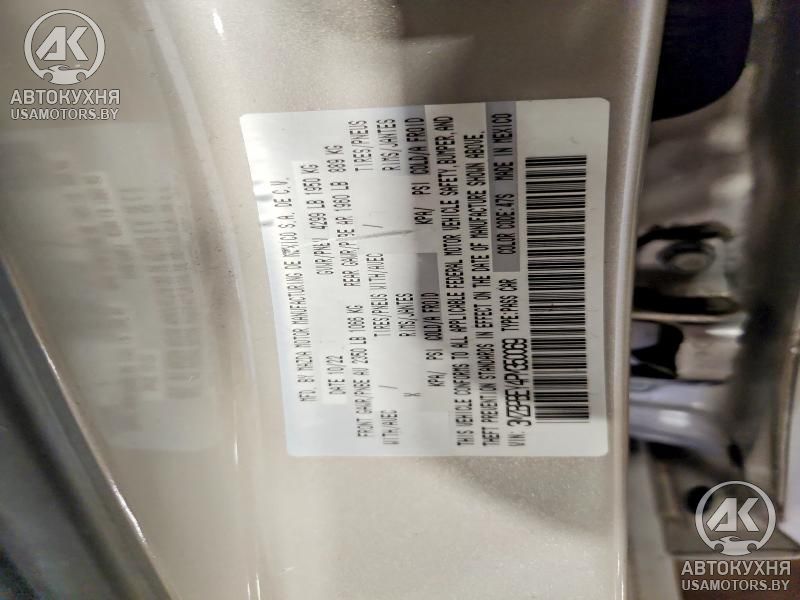 AK
АВТОКУХНЯ
USAMOTORS.BY
MFD. BY MAZDA MOTOR MANUFACTURING DE MEXICO S.A. DE C.V.
DATE 10/22 GVWR/PNBV 4299 LB 1950 KG
FRONT GAWR/PNBE AV 2350 LB 1066 KG REAR GAWR/PNBE AR 1960 LB 889 KG
WITH/AVEC / TIRES/PNEUS WITH/AVEC / TIRES/PNEUS
X RIMS/JANTES RIMS/JANTES
KPA/ PSI COLD/A FROID KPA/ PSI COLD/A FROID
THIS VEHICLE CONFORMS TO ALL APPLICABLE FEDERAL MOTOR VEHICLE SAFETY, BUMPER, AND
THEFT PREVENTION STANDARDS IN EFFECT ON THE DATE OF MANUFACTURE SHOWN ABOVE.
COLOR CODE:47S MADE IN MEXICO
VIN: TYPE:PASS CAR
AK
АВТОКУХНЯ
USAMOTORS.BY